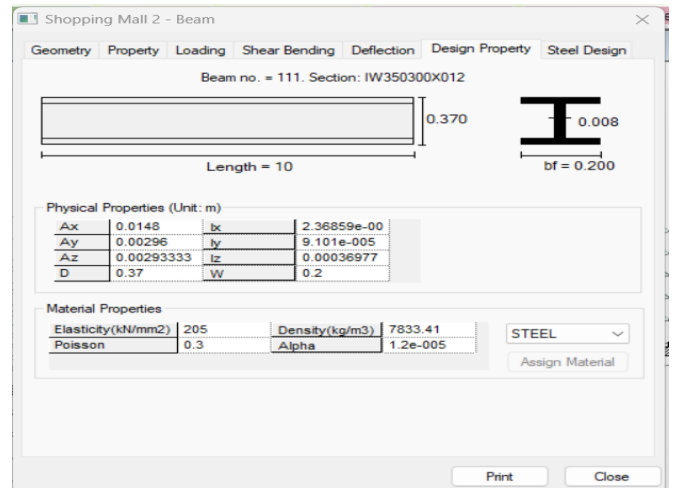 Shopping Mall 2 - Beam
Geometry Property Loading Shear Bending Deflection Design Property Steel Design
Beam no. = 111. Section: IW350300X012
0.370
0.008
Length = 10
bf = 0.200
Physical Properties (Unit: m)
Ax 0.0148 Ix 2.36859e-00
Ay 0.00296 Iy 9.101e-005
Az 0.00293333 Iz 0.00036977
D 0.37 W 0.2
Material Properties
Elasticity(kN/mm2) 205 Density(kg/m3) 7833.41
Poisson 0.3 Alpha 1.2e-005
STEEL
Assign Material
Print Close